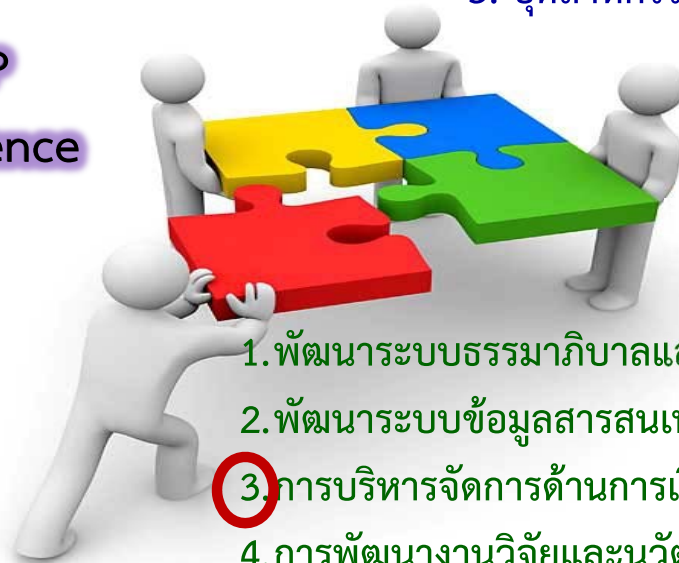 ence
1.พัฒนาระบบธรรมาภิบาลแ
2.พัฒนาระบบข้อมูลสารสนเ
3.การบริหารจัดการด้านการเ
4.การพัฒนางานวิจัยและนวั